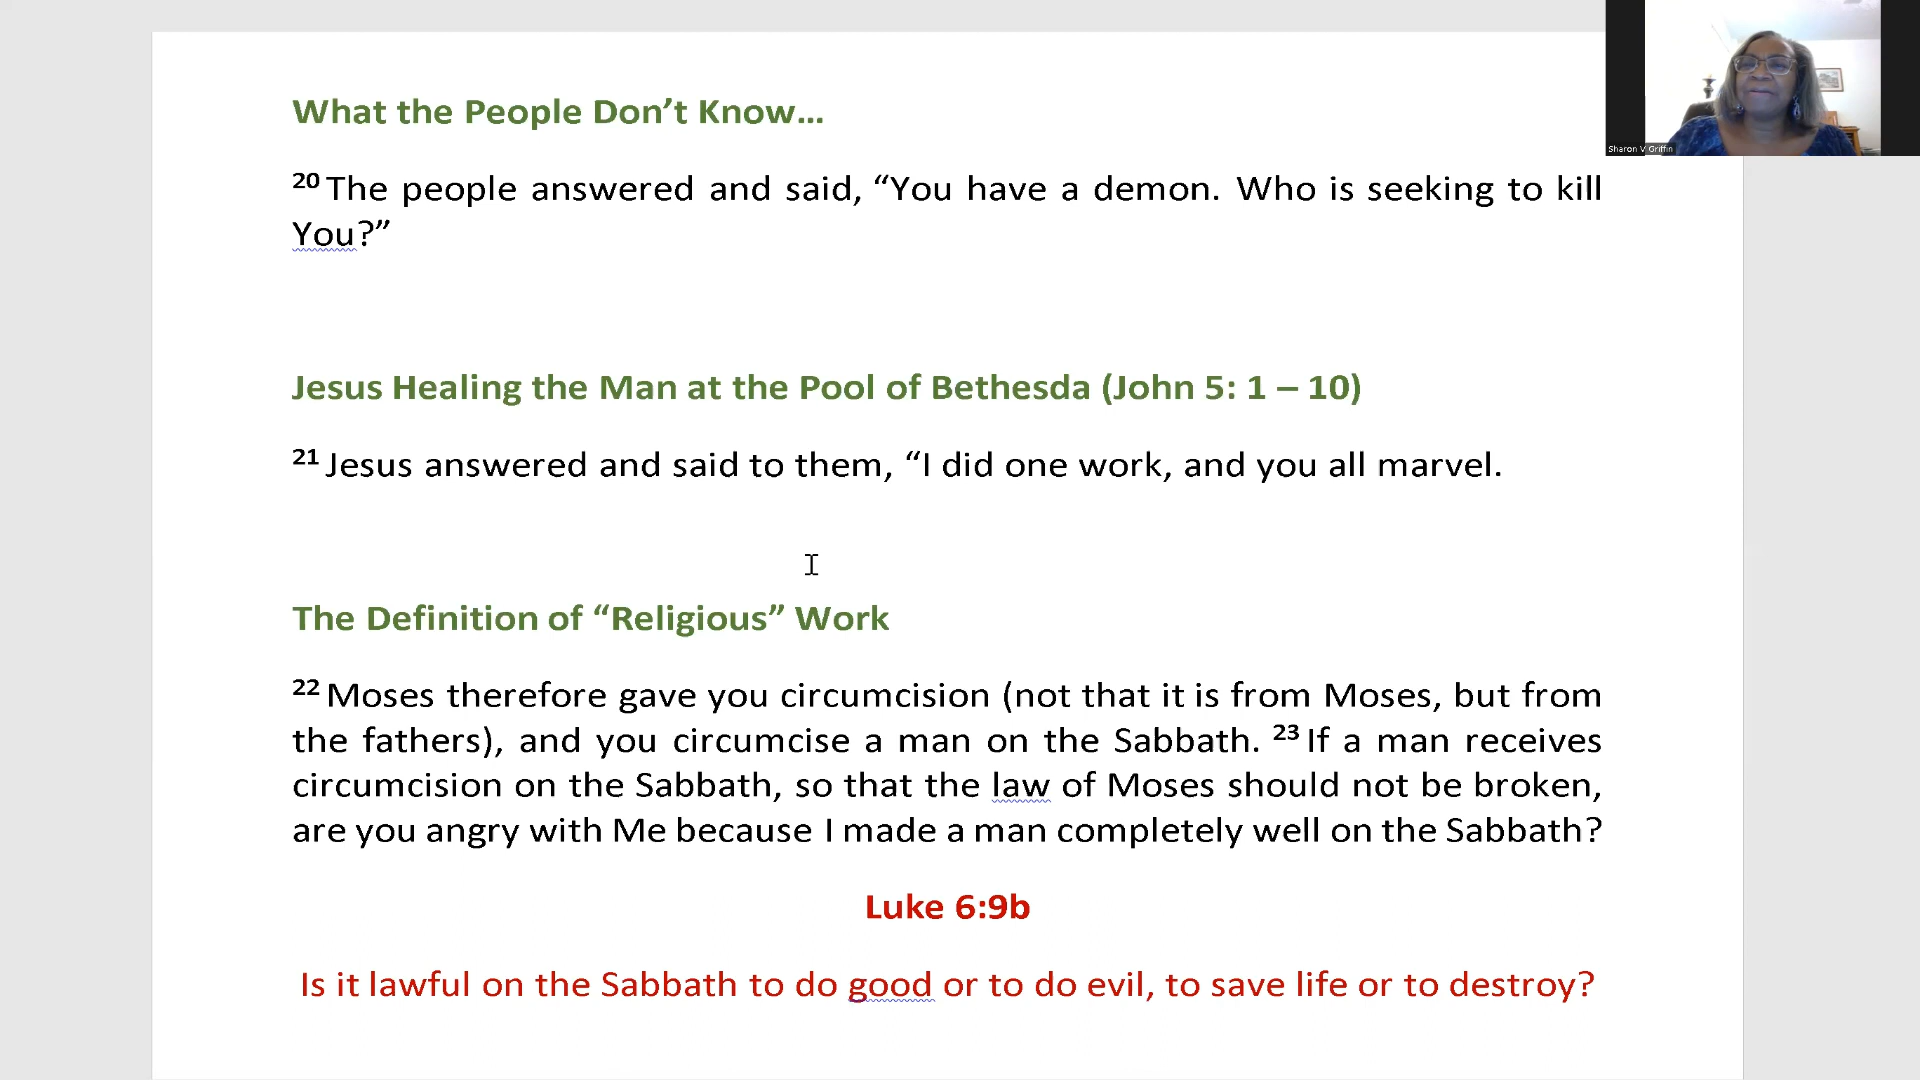 What the People Don’t Know…
20 The people answered and said, “You have a demon. Who is seeking to kill
You?”
Jesus Healing the Man at the Pool of Bethesda (John 5: 1 – 10)
21 Jesus answered and said to them, “I did one work, and you all marvel.
The Definition of “Religious” Work
22 Moses therefore gave you circumcision (not that it is from Moses, but from
the fathers), and you circumcise a man on the Sabbath. 23 If a man receives
circumcision on the Sabbath, so that the law of Moses should not be broken,
are you angry with Me because I made a man completely well on the Sabbath?
Luke 6:9b
Is it lawful on the Sabbath to do good or to do evil, to save life or to destroy?
Sharon V Griffin